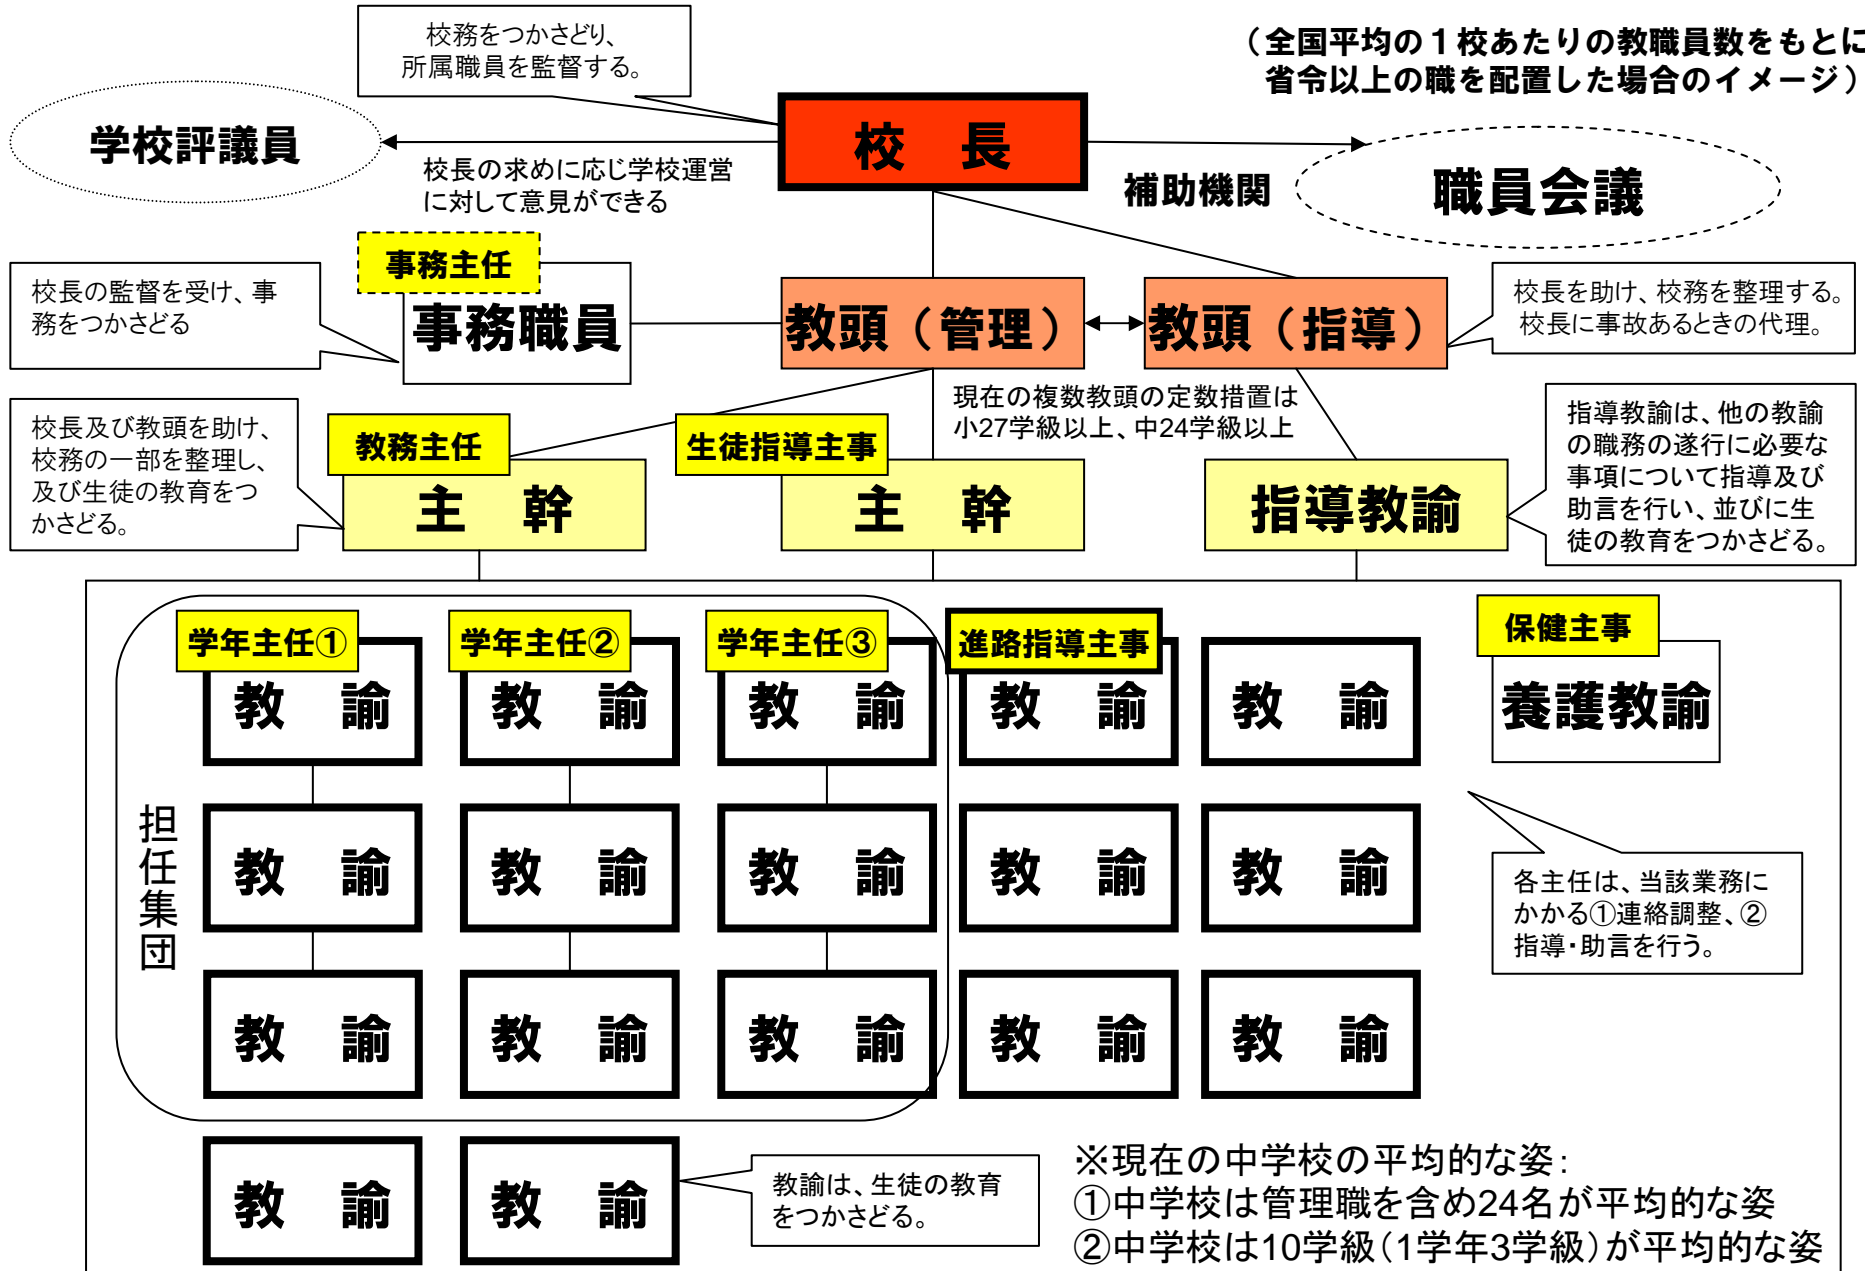 校務をつかさどり、
所属職員を監督する。
（全国平均の１校あたりの教職員数をもとに
省令以上の職を配置した場合のイメージ）
学校評議員
校　長
校長の求めに応じ学校運営
に対して意見ができる
補助機関
職員会議
事務主任
校長の監督を受け、事
務をつかさどる
事務職員
教頭（管理）
教頭（指導）
校長を助け、校務を整理する。
校長に事故あるときの代理。
現在の複数教頭の定数措置は
小27学級以上、中24学級以上
校長及び教頭を助け、
校務の一部を整理し、
及び生徒の教育をつ
かさどる。
教務主任
主　幹
生徒指導主事
主　幹
指導教諭
指導教諭は、他の教諭
の職務の遂行に必要な
事項について指導及び
助言を行い、並びに生
徒の教育をつかさどる。
学年主任①
学年主任②
学年主任③
進路指導主事
保健主事
教　諭
教　諭
教　諭
教　諭
教　諭
養護教諭
担任集団
教　諭
教　諭
教　諭
教　諭
教　諭
各主任は、当該業務に
かかる①連絡調整、②
指導・助言を行う。
教　諭
教　諭
教　諭
教　諭
教　諭
教　諭
教　諭
教諭は、生徒の教育
をつかさどる。
※現在の中学校の平均的な姿：
①中学校は管理職を含め24名が平均的な姿
②中学校は10学級（1学年3学級）が平均的な姿